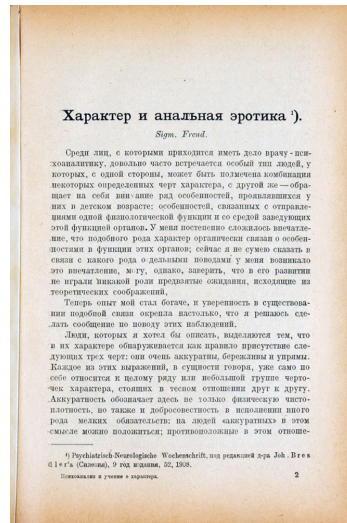 Характер и анальная эротика ¹).
Sigm. Freud.
Среди лиц, с которыми приходится иметь дело врачу-пси-
хоаналитику, довольно часто встречается особый тип людей, у
которых, с одной стороны, может быть подмечена комбинация
некоторых определенных черт характера, с другой же — обра-
щает на себя внимание ряд особенностей, проявлявшихся у
них в детском возрасте: особенностей, связанных с отправле-
циями одной физиологической функции и со средой заведующих
этой функцией органов. У меня постепенно сложилось впечатле-
ние, что подобного рода характер органически связан с особен-
ностями в функции этих органов; сейчас я не сумею сказать в
связи с какого рода отдельными поводами у меня возникало
это впечатление, могу, однако, заверить, что в его развитии
не играли никакой роли предвзятые ожидания, исходящие из
теоретических соображений.
Теперь опыт мой стал богаче, и уверенность в существова-
нии подобной связи окрепла настолько, что я решаюсь сде-
лать сообщение по поводу этих наблюдений.
Люди, которых я хотел бы описать, выделяются тем, что
в их характере обнаруживается как правило присутствие сле-
дующих трех черт: они очень аккуратны, бережливы и упрямы.
Каждое из этих выражений, в сущности говоря, уже само по
себе относится к целому ряду или небольшой группе черто-
чек характера, стоящих в тесном отношении друг к другу.
„Аккуратность обозначает здесь не только физическую чисто-
плотность, но также и добросовестность в исполнении иного
рода мелких обязательств: на людей «аккуратных» в этом
смысле можно положиться; противоположные в этом отноше-
¹) Psychiatrisch-Neurologische Wochenschrift, под редакцией д-ра Joh. Bres
dler'а (Силезия), 9 год издания, 52, 1908.
Психоанализ и учение о характерах. 2